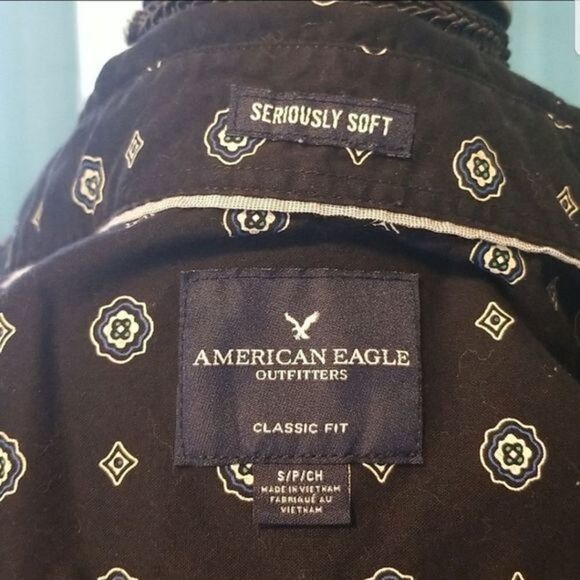 SERIOUSLY SOFT
AMERICAN EAGLE
OUTFITTERS
CLASSIC FIT
S/P/CH
MADE IN VIETNAM
FABRIQUÉ AU
VIETNAM